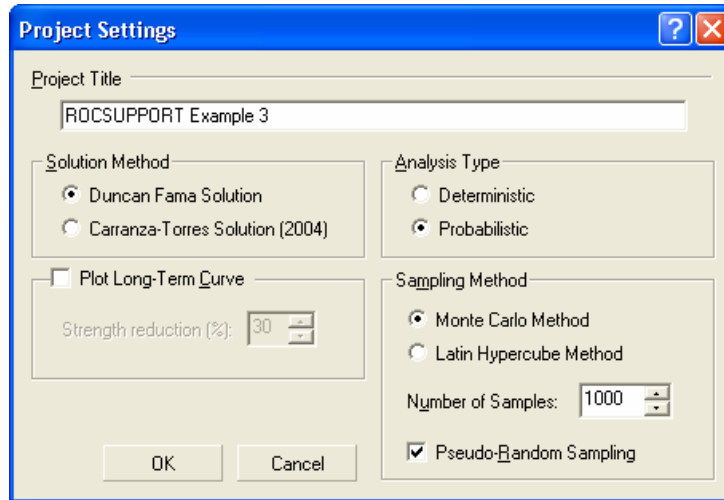 Project Settings
Project Title
ROCSUPPORT Example 3
Solution Method
Duncan Fama Solution
Carranza-Torres Solution (2004)
Analysis Type
Deterministic
Probabilistic
Plot Long-Term Curve
Strength reduction (%): 30
Sampling Method
Monte Carlo Method
Latin Hypercube Method
Number of Samples: 1000
Pseudo-Random Sampling
OK
Cancel